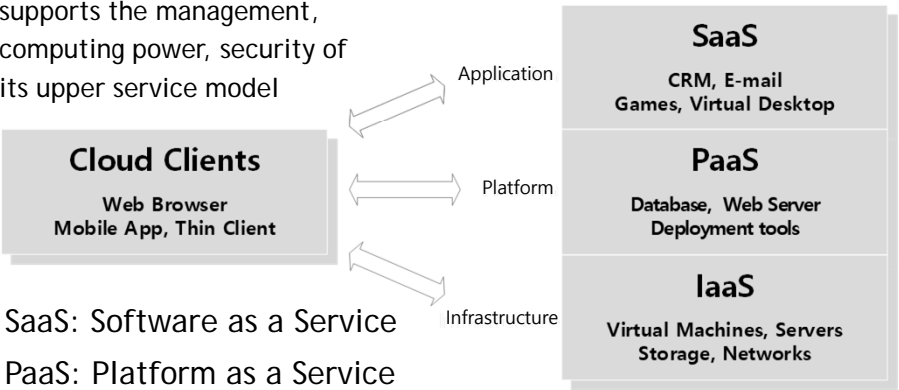 supports the management,
computing power, security of
its upper service model
Cloud Clients
Web Browser
Mobile App, Thin Client
Application
Platform
Infrastructure
SaaS
CRM, E-mail
Games, Virtual Desktop
PaaS
Database, Web Server
Deployment tools
IaaS
Virtual Machines, Servers
Storage, Networks
SaaS: Software as a Service
PaaS: Platform as a Service